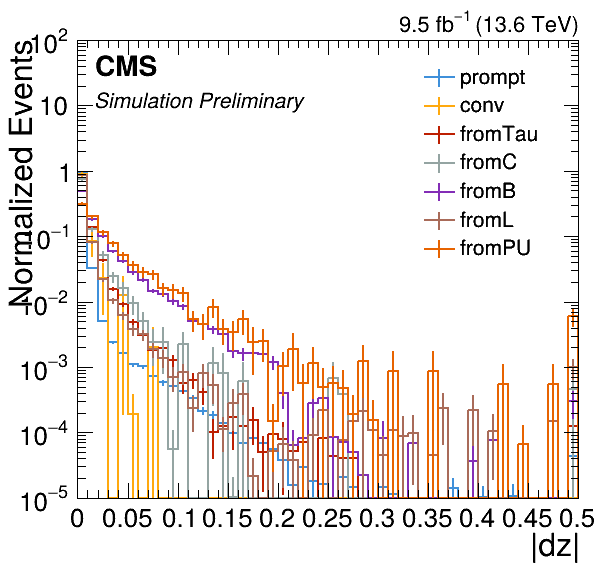 9.5 fb⁻¹ (13.6 TeV)
CMS
Simulation Preliminary
prompt
conv
fromTau
fromC
fromB
fromL
fromPU
Normalized Events
10²
10
1
10⁻¹
10⁻²
10⁻³
10⁻⁴
10⁻⁵
0 0.05 0.1 0.15 0.2 0.25 0.3 0.35 0.4 0.45 0.5
|dz|